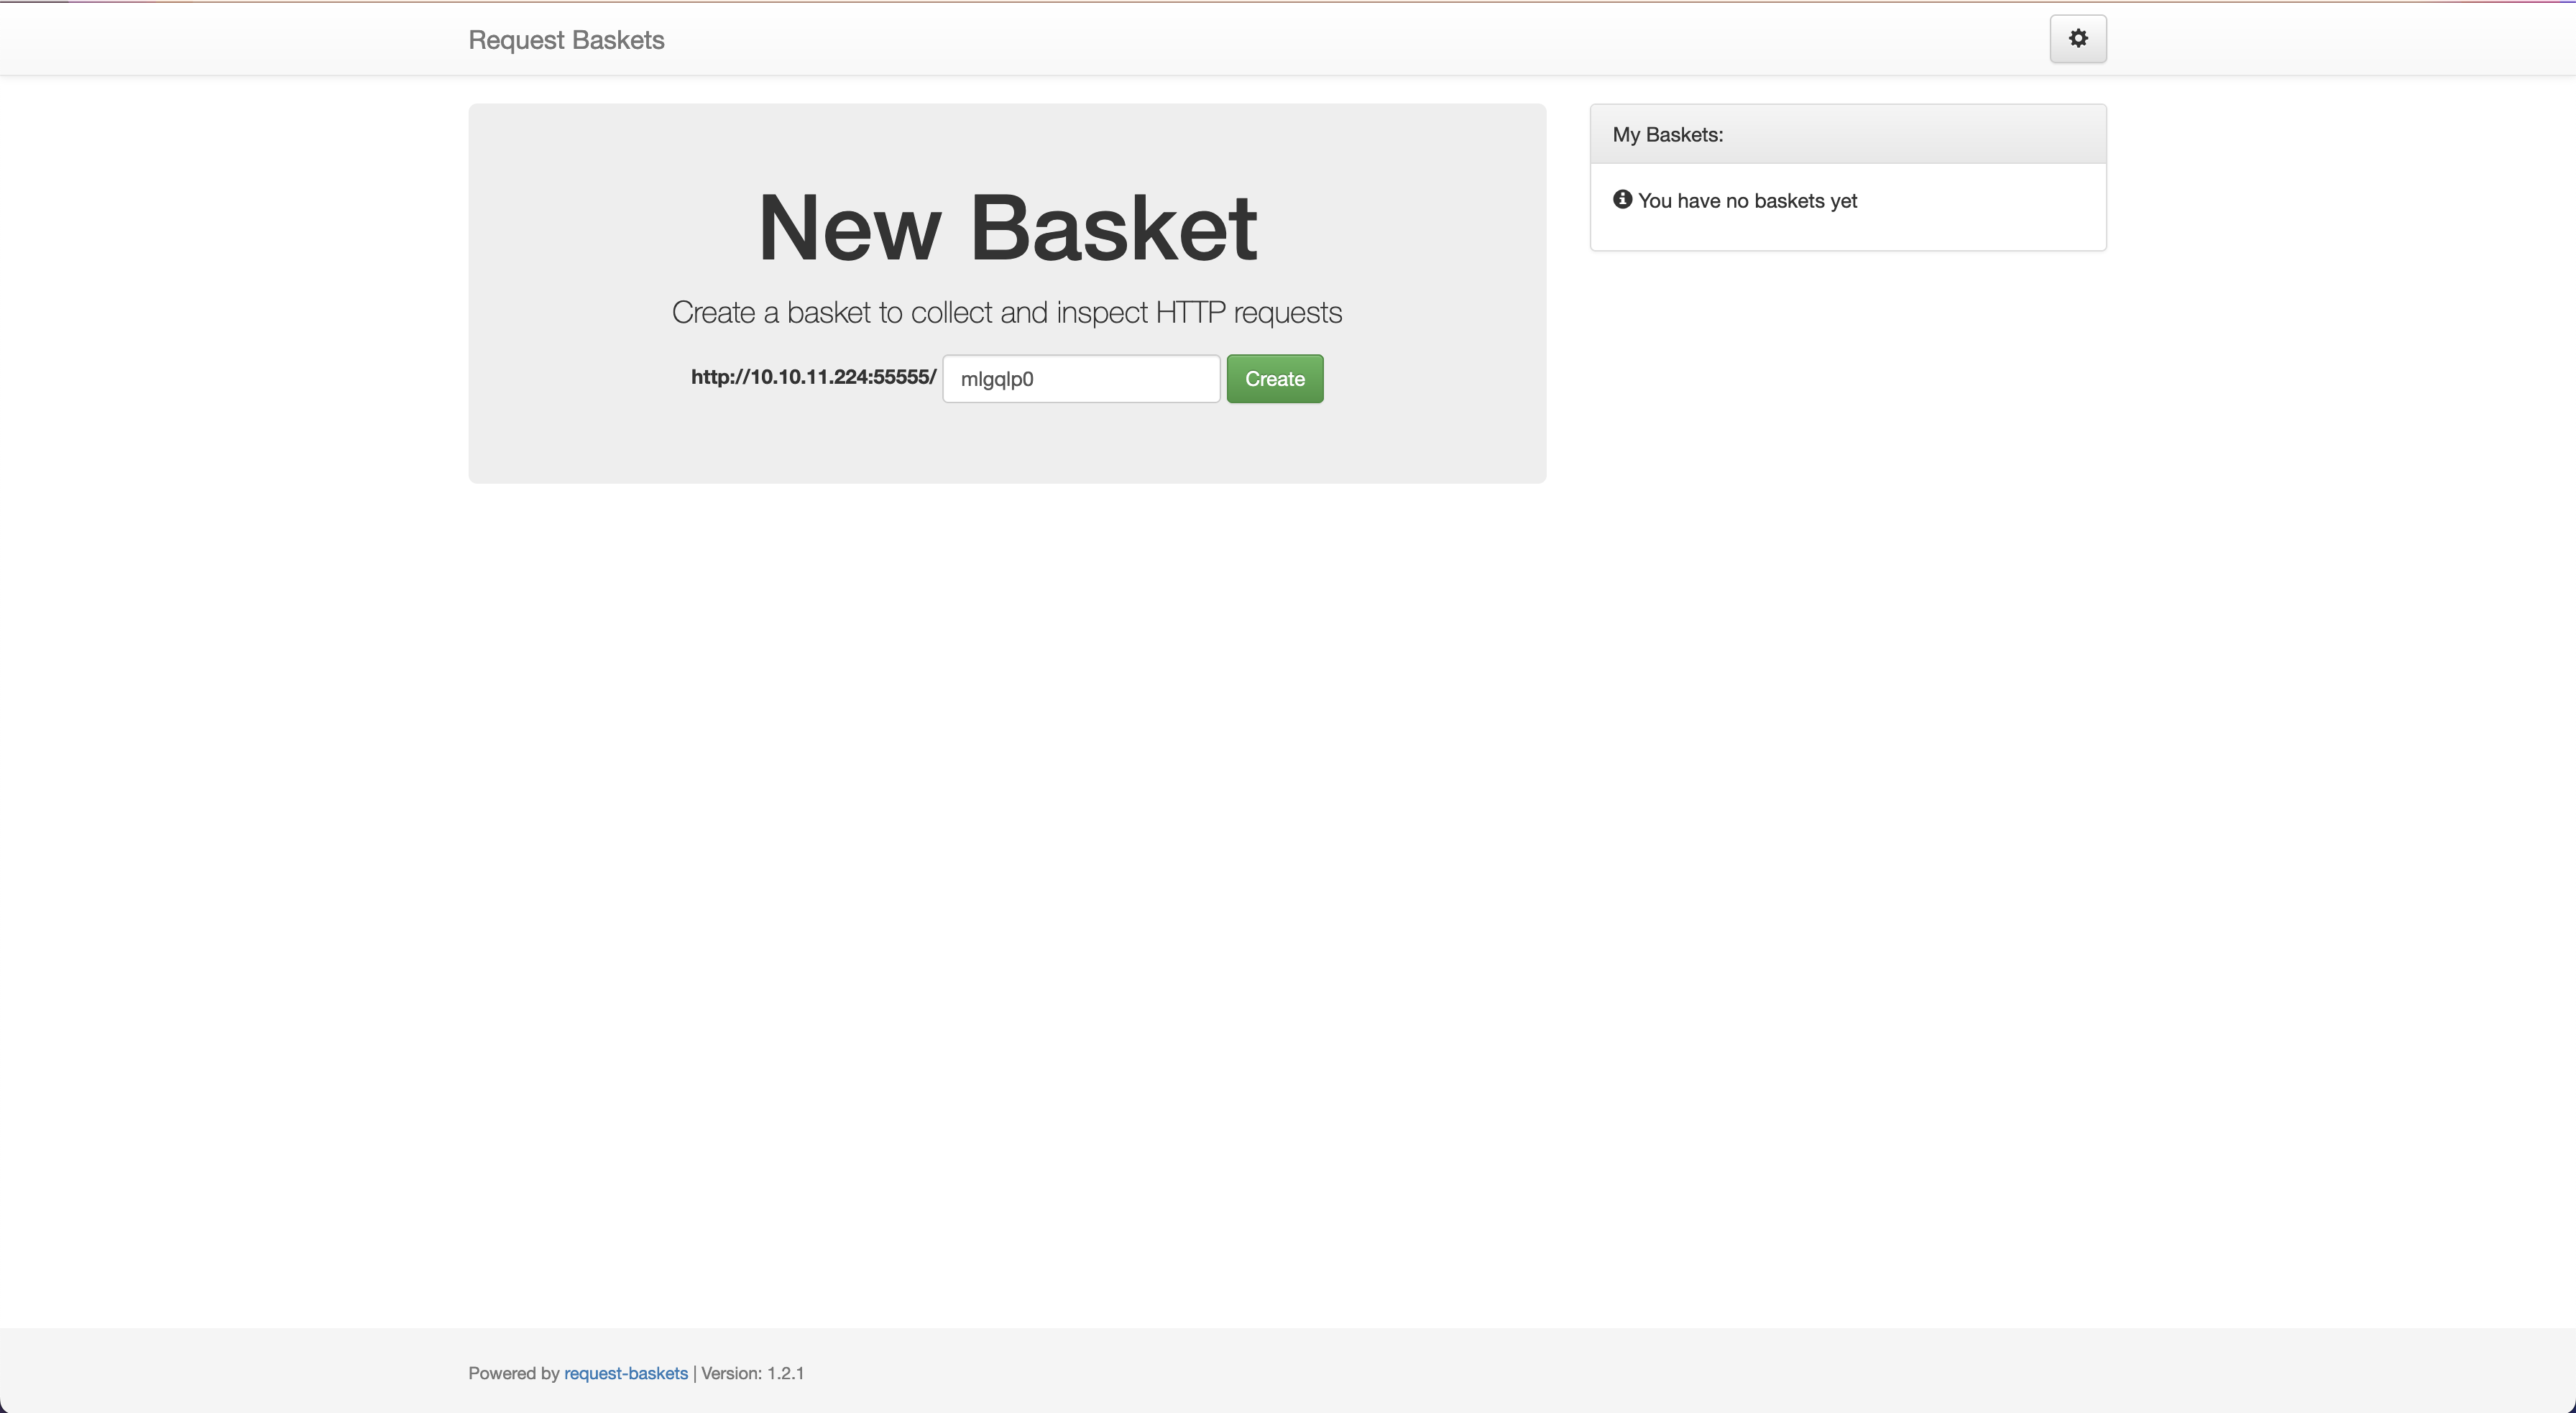 Request Baskets
New Basket
Create a basket to collect and inspect HTTP requests
http://10.10.11.224:55555/ mlgqlp0 Create
My Baskets:
You have no baskets yet
Powered by request-baskets | Version: 1.2.1